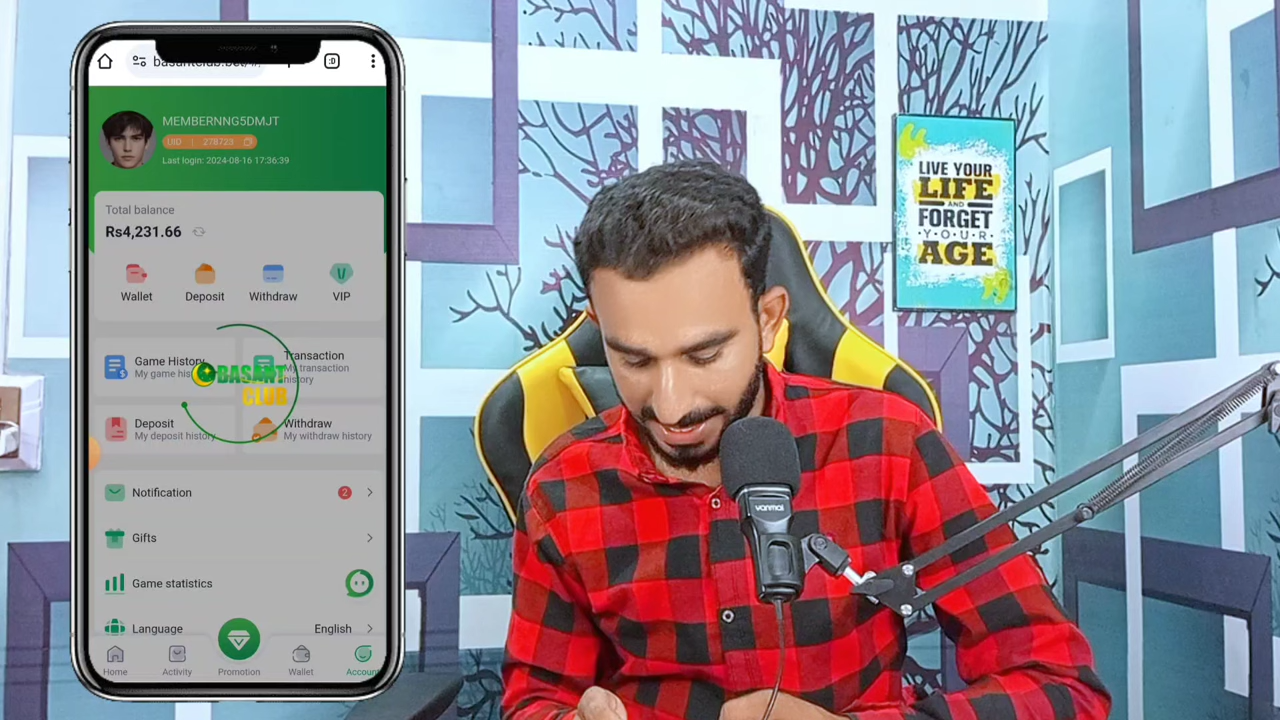 MEMBERNNG5DMJT
UID | 278723
Last login: 2024-08-16 17:36:39
Total balance
Rs4,231.66
Wallet
Deposit
Withdraw
VIP
Game History
My game his
Transaction
My transaction
history
BASANT
CLUB
Deposit
My deposit history
Withdraw
My withdraw history
Notification
2
Gifts
Game statistics
Language
English
Home
Activity
Promotion
Wallet
Account
LIVE YOUR
LIFE
AND
FORGET
YOUR
AGE
vanmai